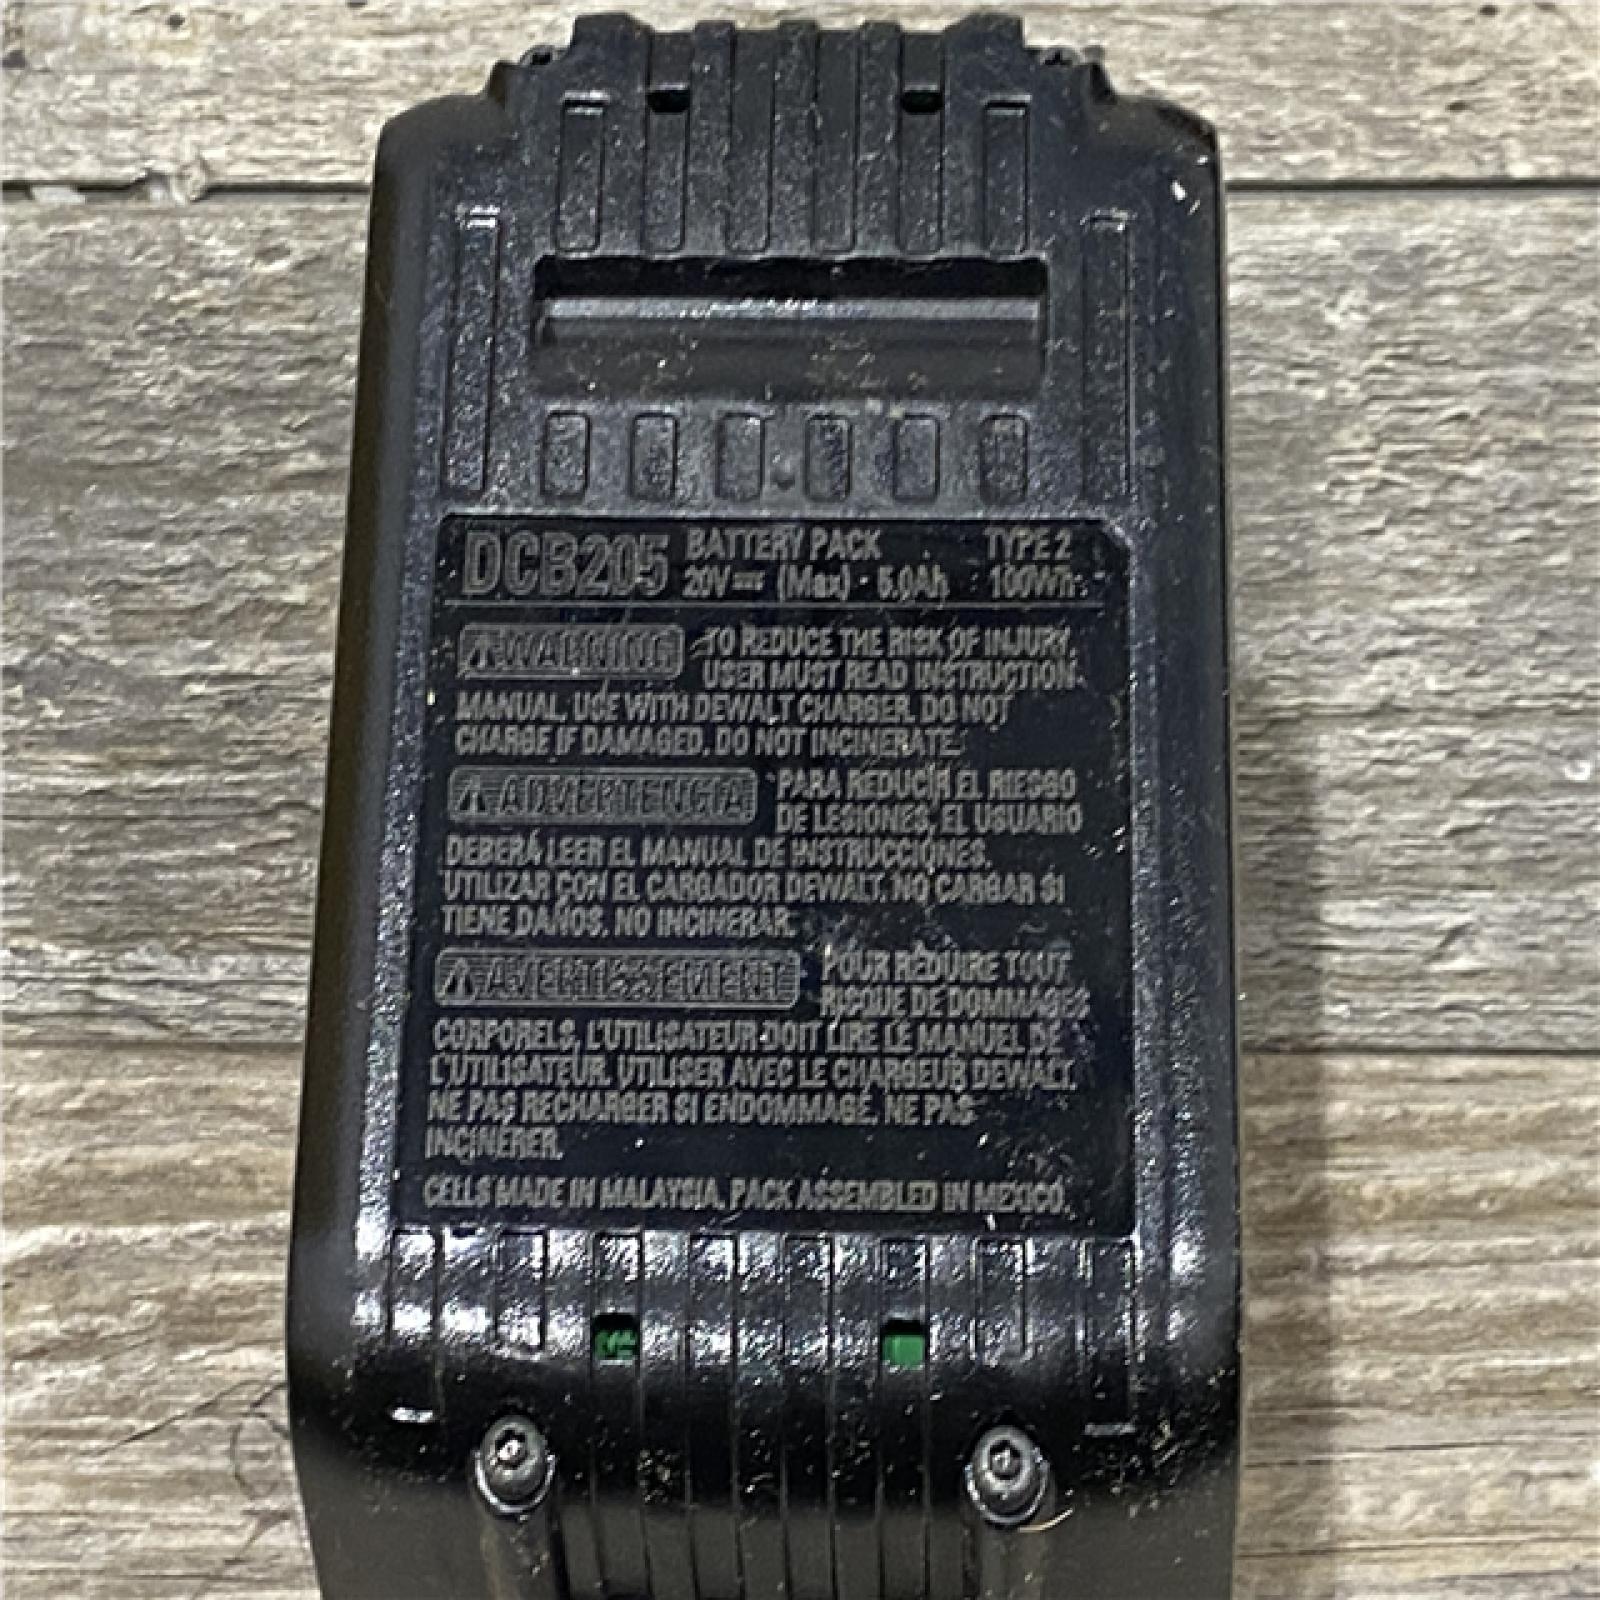 DCB205 BATTERY PACK TYPE 2
20V⎓ (Max) · 5.0Ah 100Wh
⚠WARNING TO REDUCE THE RISK OF INJURY,
USER MUST READ INSTRUCTION
MANUAL. USE WITH DEWALT CHARGER. DO NOT
CHARGE IF DAMAGED. DO NOT INCINERATE.
⚠ADVERTENCIA PARA REDUCIR EL RIESGO
DE LESIONES, EL USUARIO
DEBERÁ LEER EL MANUAL DE INSTRUCCIONES.
UTILIZAR CON EL CARGADOR DEWALT. NO CARGAR SI
TIENE DAÑOS. NO INCINERAR.
⚠AVERTISSEMENT POUR RÉDUIRE TOUT
RISQUE DE DOMMAGES
CORPORELS, L'UTILISATEUR DOIT LIRE LE MANUEL DE
L'UTILISATEUR. UTILISER AVEC LE CHARGEUR DEWALT.
NE PAS RECHARGER SI ENDOMMAGÉ. NE PAS
INCINÉRER.
CELLS MADE IN MALAYSIA, PACK ASSEMBLED IN MEXICO.